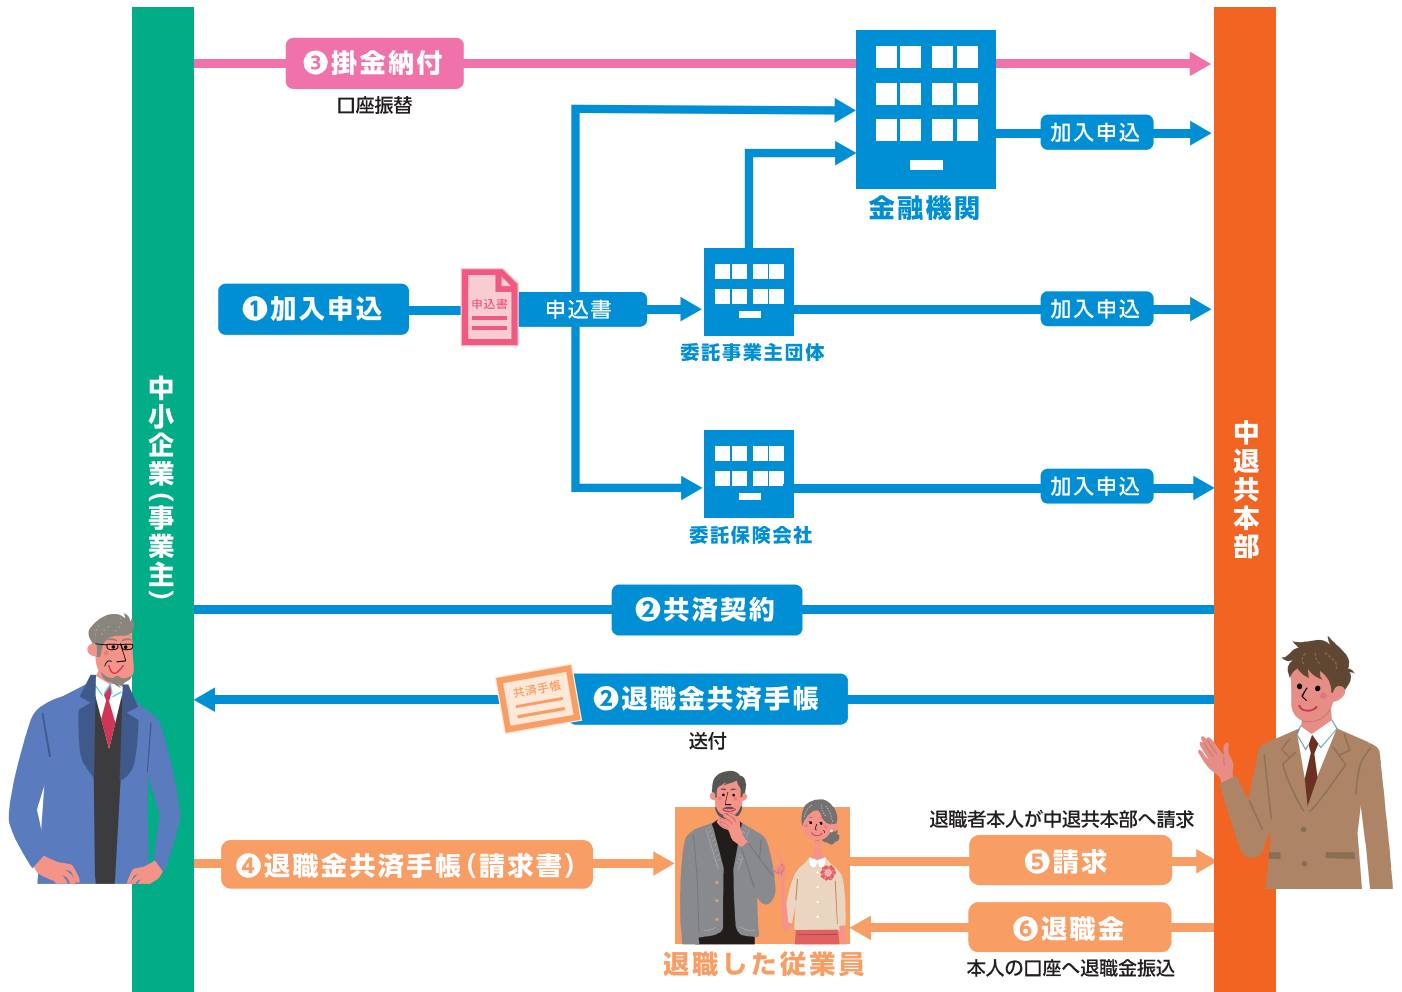 ❸掛金納付
口座振替
加入申込
金融機関
❶加入申込
申込書
申込書
加入申込
委託事業主団体
中小企業(事業主)
中退共本部
加入申込
委託保険会社
❷共済契約
共済手帳
❷退職金共済手帳
送付
退職者本人が中退共本部へ請求
❹退職金共済手帳(請求書)
❺請求
❻退職金
退職した従業員
本人の口座へ退職金振込